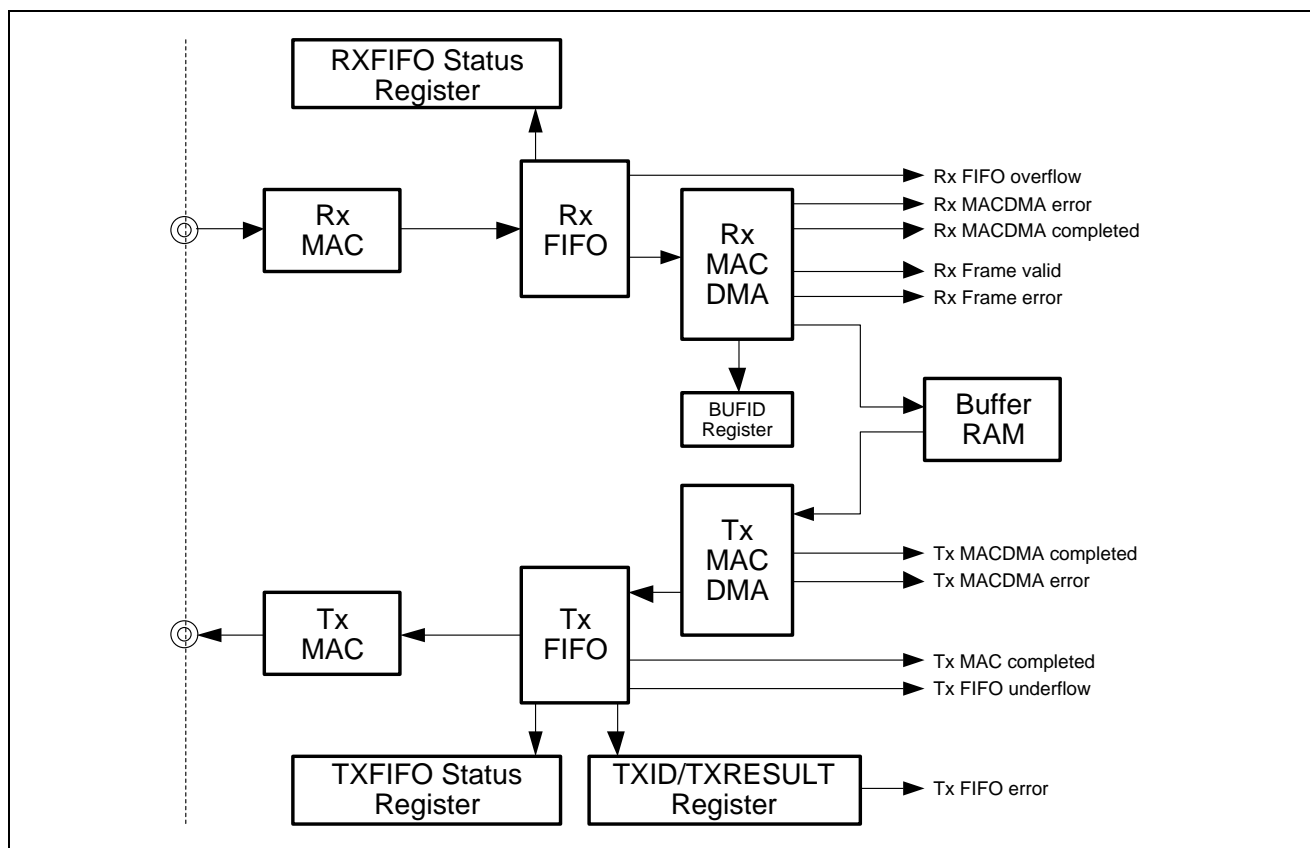 RXFIFO Status
Register
Rx
MAC
Rx
FIFO
Rx
MAC
DMA
Rx FIFO overflow
Rx MACDMA error
Rx MACDMA completed
Rx Frame valid
Rx Frame error
BUFID
Register
Buffer
RAM
Tx
MAC
DMA
Tx MACDMA completed
Tx MACDMA error
Tx
MAC
Tx
FIFO
Tx MAC completed
Tx FIFO underflow
TXFIFO Status
Register
TXID/TXRESULT
Register
Tx FIFO error